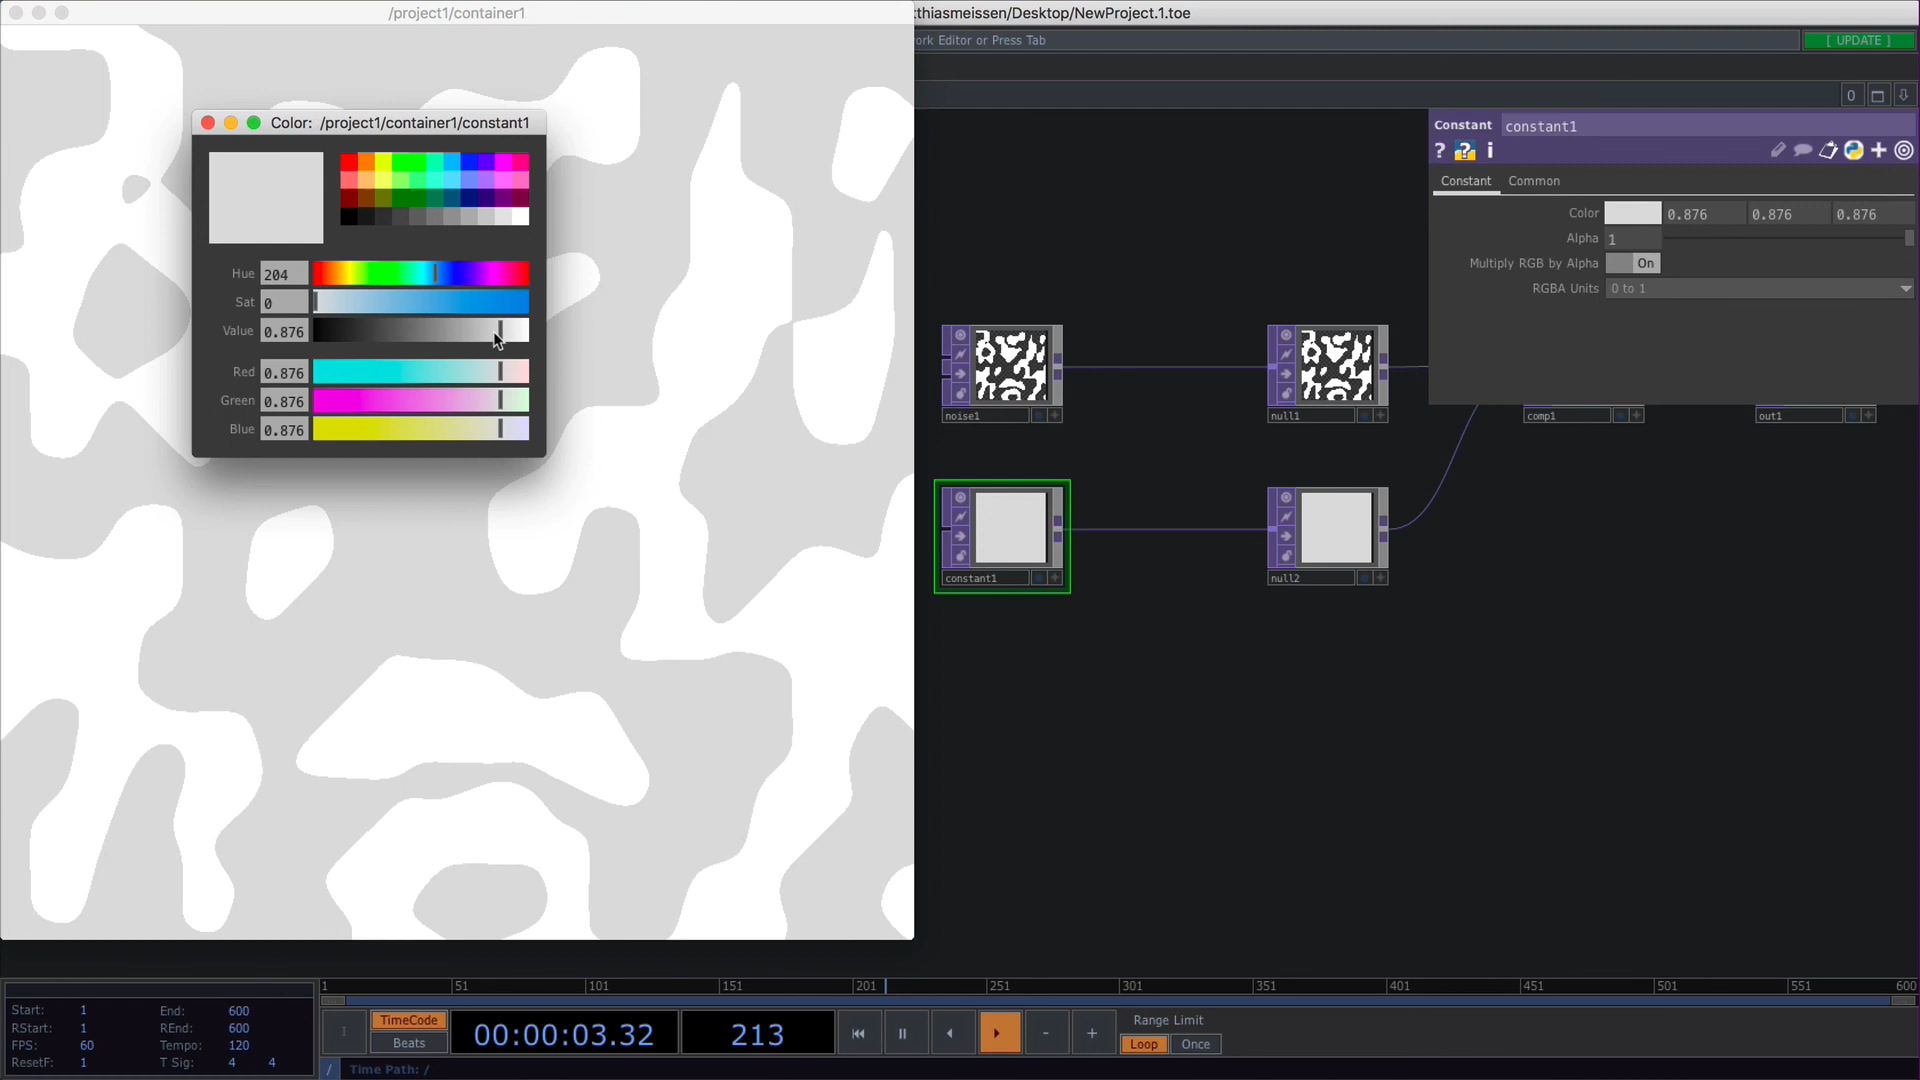 /project1/container1
tthiasmeissen/Desktop/NewProject.1.toe
ork Editor or Press Tab
[ UPDATE ]
0
Color: /project1/container1/constant1
Hue 204
Sat 0
Value 0.876
Red 0.876
Green 0.876
Blue 0.876
Constant constant1
? ? i
Constant Common
Color 0.876 0.876 0.876
Alpha 1
Multiply RGB by Alpha On
RGBA Units 0 to 1
noise1
null1
comp1
out1
constant1
null2
1 51 101 151 201 251 301 351 401 451 501 551 600
Start: 1 End: 600
RStart: 1 REnd: 600
FPS: 60 Tempo: 120
ResetF: 1 T Sig: 4 4
TimeCode
Beats
00:00:03.32
213
- +
Range Limit
Loop Once
/ Time Path: /